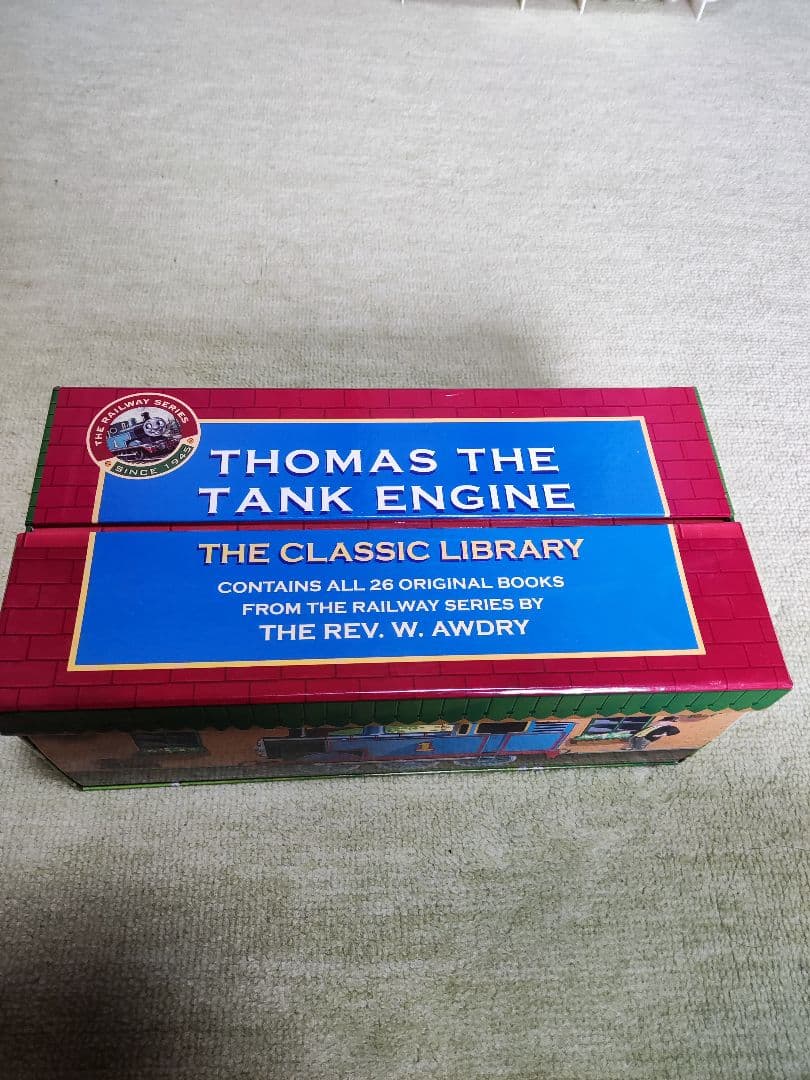 THE RAILWAY SERIES
SINCE 1945
THOMAS THE
TANK ENGINE
THE CLASSIC LIBRARY
CONTAINS ALL 26 ORIGINAL BOOKS
FROM THE RAILWAY SERIES BY
THE REV. W. AWDRY
1